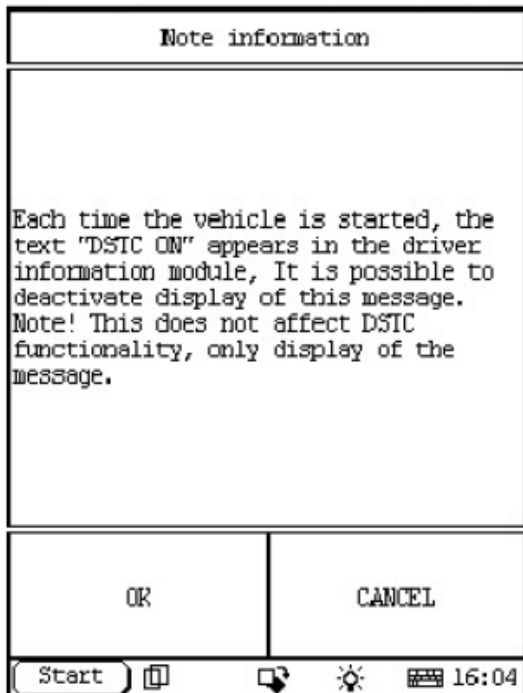 Note information
Each time the vehicle is started, the
text "DSTC ON" appears in the driver
information module, It is possible to
deactivate display of this message.
Note! This does not affect DSTC
functionality, only display of the
message.
OK
CANCEL
Start
16:04